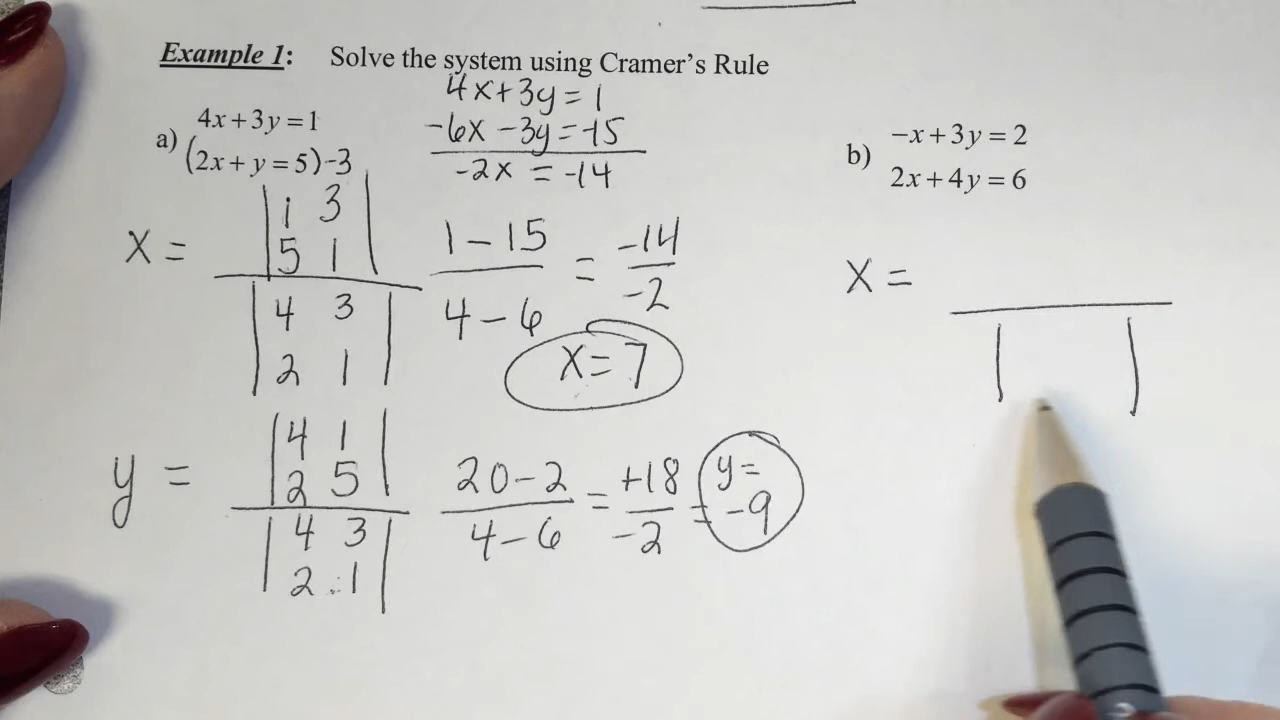 Example 1: Solve the system using Cramer's Rule
a) 4x + 3y = 1
(2x + y = 5) -3
4x + 3y = 1
-6x - 3y = -15
-2x = -14
x = |1 3|
|5 1|
|4 3|
|2 1|
1 - 15
4 - 6
= -14
-2
x = 7
y = |4 1|
|2 5|
|4 3|
|2 1|
20 - 2
4 - 6
= +18
-2
= y =
-9
b) -x + 3y = 2
2x + 4y = 6
x =
| |